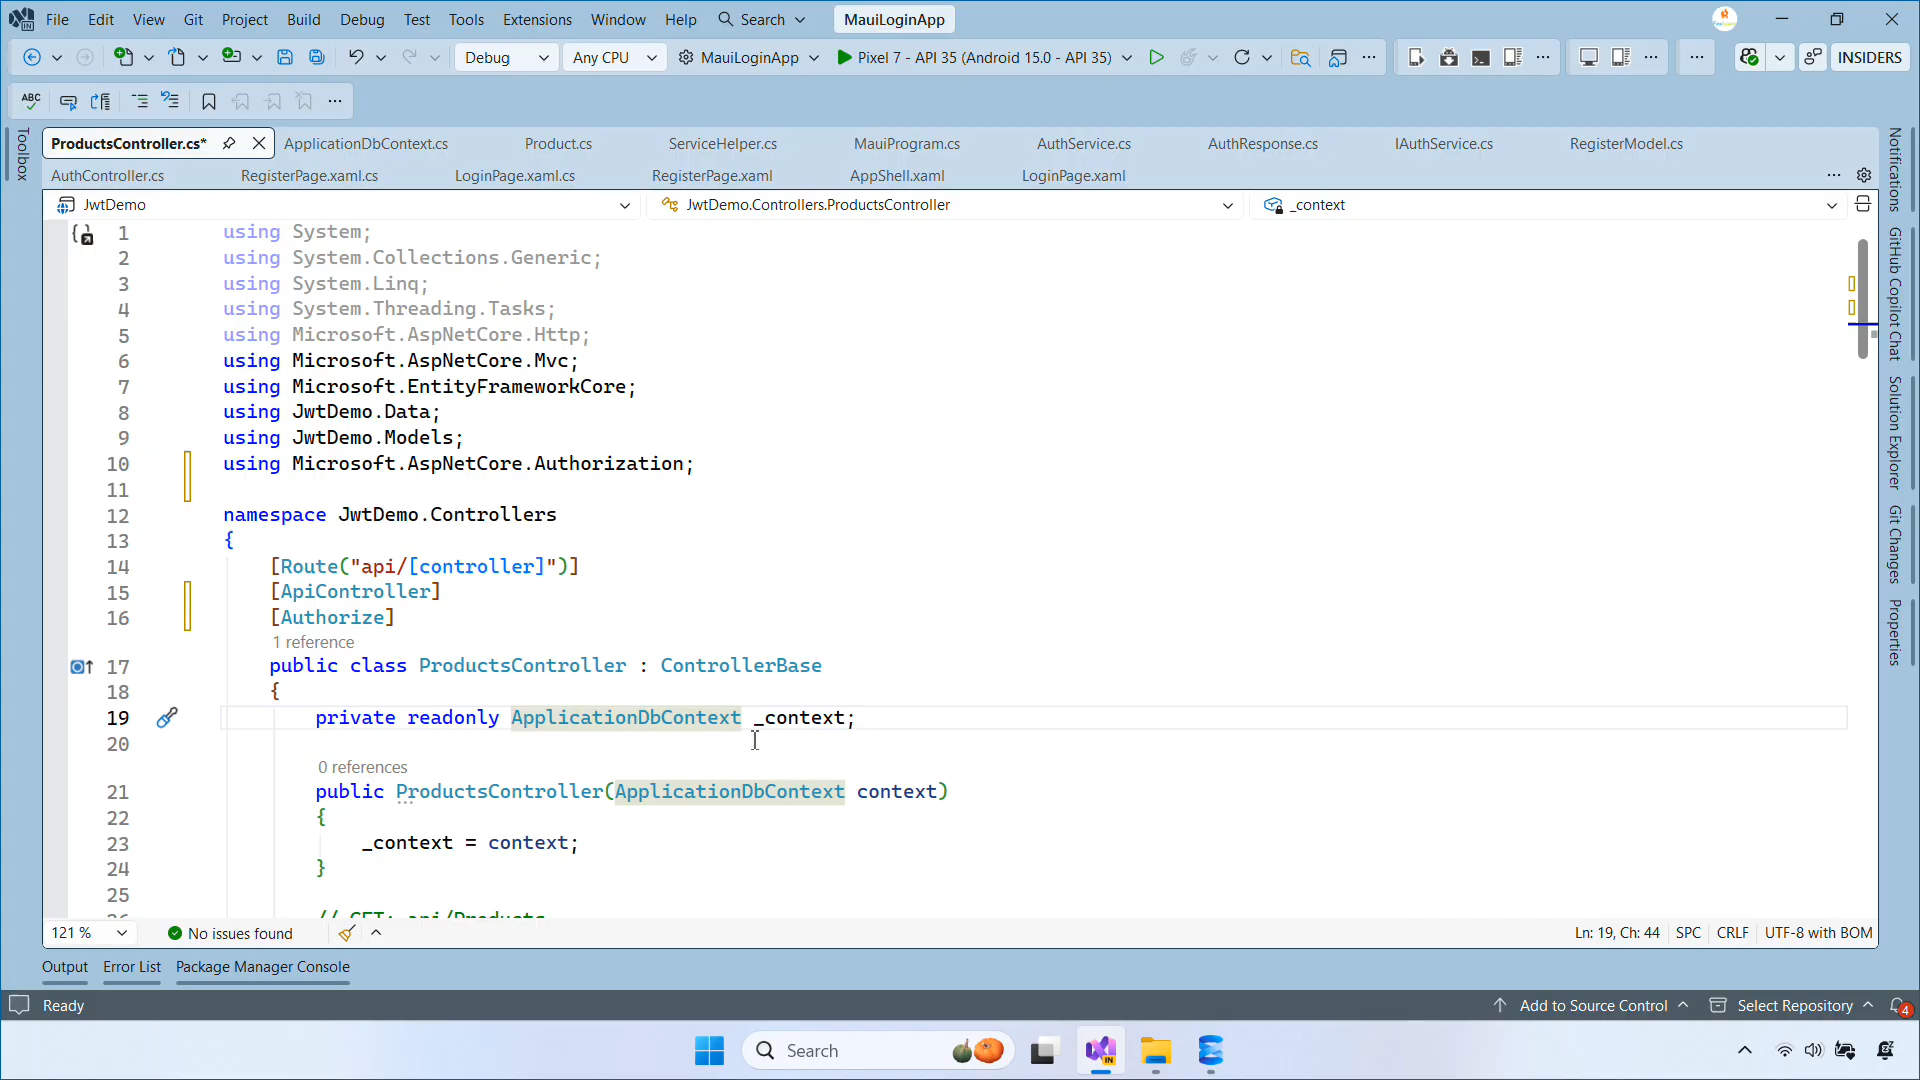 File Edit View Git Project Build Debug Test Tools Extensions Window Help Search MauiLoginApp
Debug Any CPU MauiLoginApp Pixel 7 - API 35 (Android 15.0 - API 35) INSIDERS
ABC
ProductsController.cs* ApplicationDbContext.cs Product.cs ServiceHelper.cs MauiProgram.cs AuthService.cs AuthResponse.cs IAuthService.cs RegisterModel.cs
AuthController.cs RegisterPage.xaml.cs LoginPage.xaml.cs RegisterPage.xaml AppShell.xaml LoginPage.xaml
Toolbox
JwtDemo JwtDemo.Controllers.ProductsController _context
1 using System;
2 using System.Collections.Generic;
3 using System.Linq;
4 using System.Threading.Tasks;
5 using Microsoft.AspNetCore.Http;
6 using Microsoft.AspNetCore.Mvc;
7 using Microsoft.EntityFrameworkCore;
8 using JwtDemo.Data;
9 using JwtDemo.Models;
10 using Microsoft.AspNetCore.Authorization;
11
12 namespace JwtDemo.Controllers
13 {
14 [Route("api/[controller]")]
15 [ApiController]
16 [Authorize]
1 reference
17 public class ProductsController : ControllerBase
18 {
19 private readonly ApplicationDbContext _context;
20
0 references
21 public ProductsController(ApplicationDbContext context)
22 {
23 _context = context;
24 }
25
26 // GET: api/Products
Notifications
GitHub Copilot Chat
Solution Explorer
Git Changes
Properties
121 % No issues found Ln: 19, Ch: 44 SPC CRLF UTF-8 with BOM
Output Error List Package Manager Console
Ready Add to Source Control Select Repository 4
Search